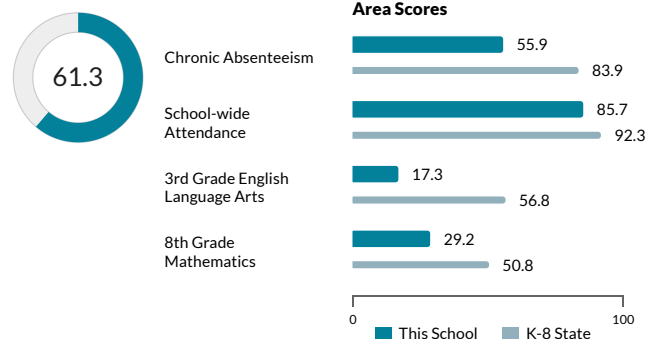 Area Scores
61.3
Chronic Absenteeism
55.9
83.9
School-wide
Attendance
85.7
92.3
3rd Grade English
Language Arts
17.3
56.8
8th Grade
Mathematics
29.2
50.8
0 100
This School K-8 State